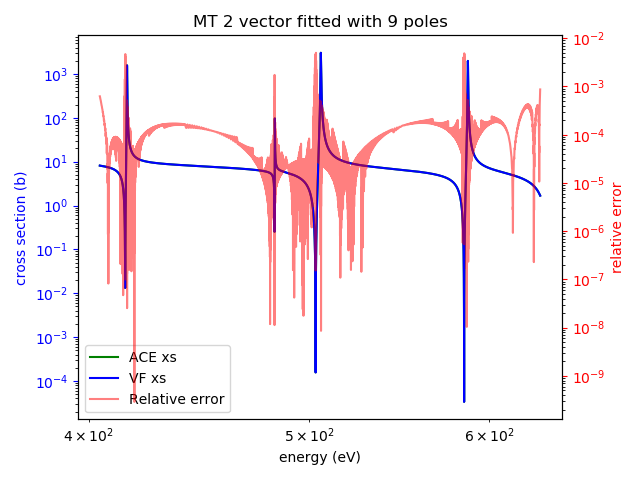 MT 2 vector fitted with 9 poles
cross section (b)
10³
10²
10¹
10⁰
10⁻¹
10⁻²
10⁻³
10⁻⁴
10⁻²
10⁻³
10⁻⁴
10⁻⁵
10⁻⁶
10⁻⁷
10⁻⁸
10⁻⁹
relative error
ACE xs
VF xs
Relative error
4 × 10² 5 × 10² 6 × 10²
energy (eV)